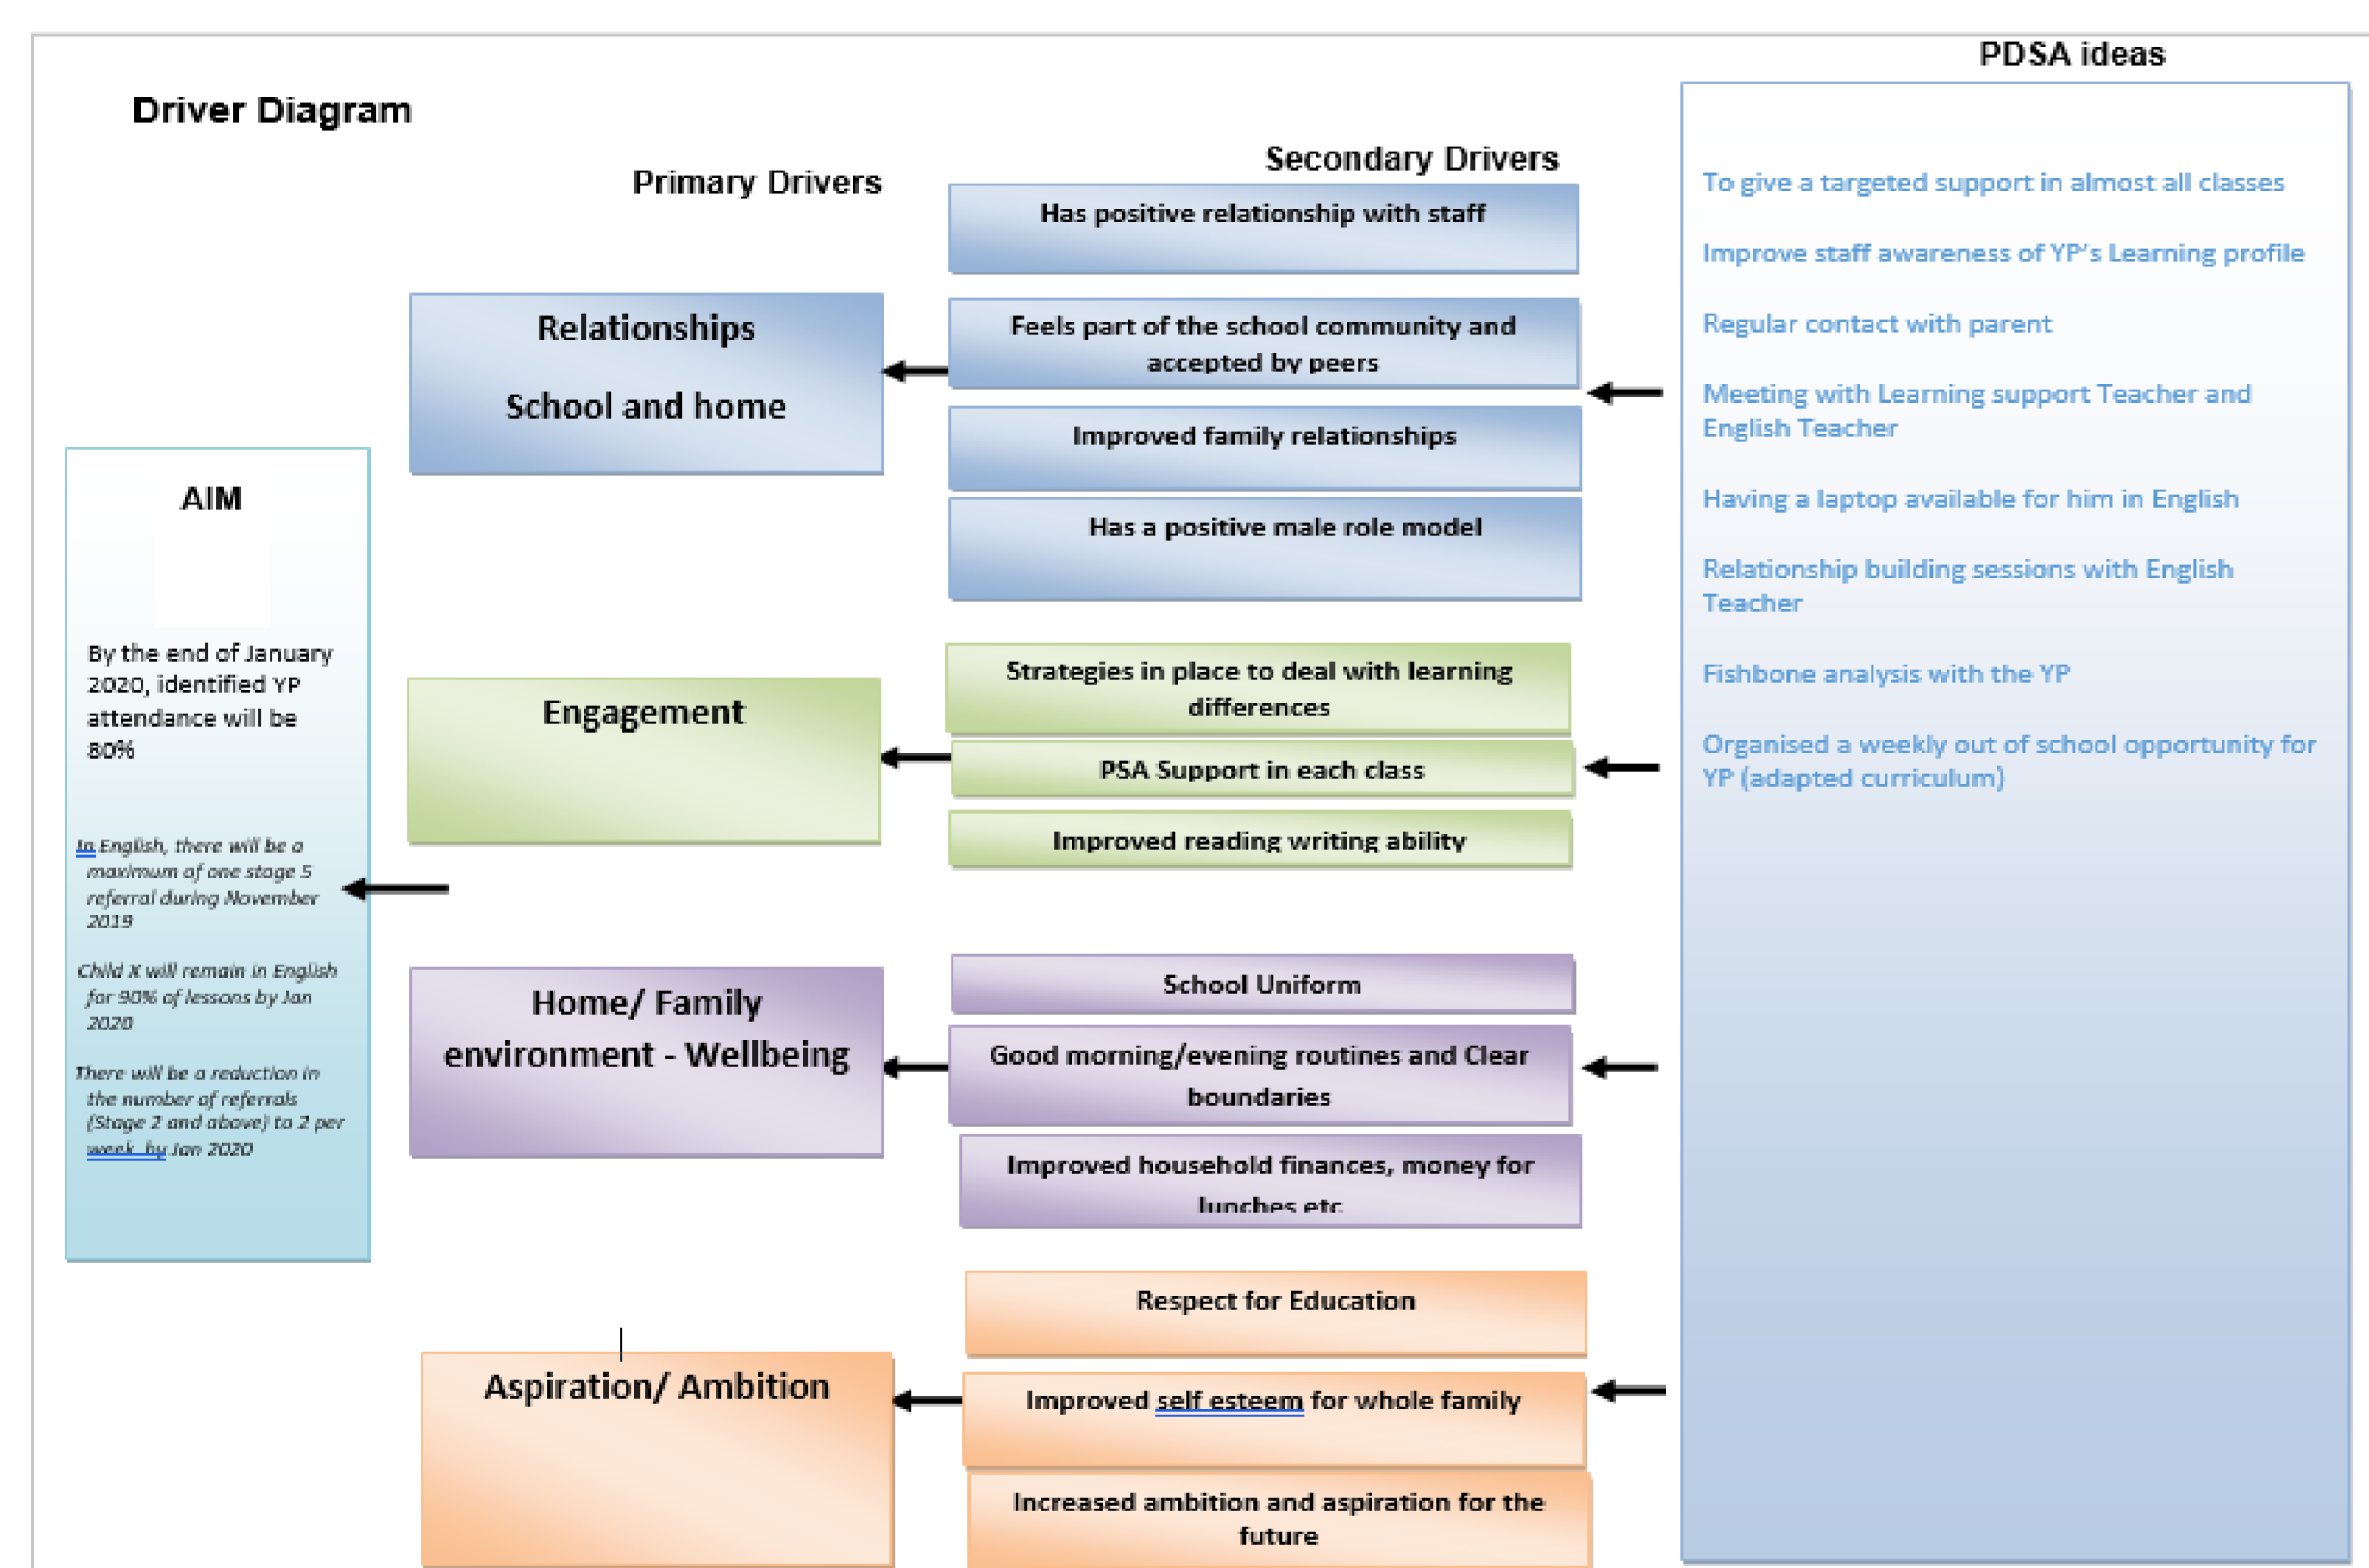 PDSA ideas
Driver Diagram
Primary Drivers
Secondary Drivers
AIM
By the end of January
2020, identified YP
attendance will be
80%
In English, there will be a
maximum of one stage 5
referral during November
2019
Child X will remain in English
for 90% of lessons by Jan
2020
There will be a reduction in
the number of referrals
(Stage 2 and above) to 2 per
week by Jan 2020
Relationships
School and home
Engagement
Home/ Family
environment - Wellbeing
Aspiration/ Ambition
Has positive relationship with staff
Feels part of the school community and
accepted by peers
Improved family relationships
Has a positive male role model
Strategies in place to deal with learning
differences
PSA Support in each class
Improved reading writing ability
School Uniform
Good morning/evening routines and Clear
boundaries
Improved household finances, money for
lunches etc
Respect for Education
Improved self esteem for whole family
Increased ambition and aspiration for the
future
To give a targeted support in almost all classes
Improve staff awareness of YP's Learning profile
Regular contact with parent
Meeting with Learning support Teacher and
English Teacher
Having a laptop available for him in English
Relationship building sessions with English
Teacher
Fishbone analysis with the YP
Organised a weekly out of school opportunity for
YP (adapted curriculum)